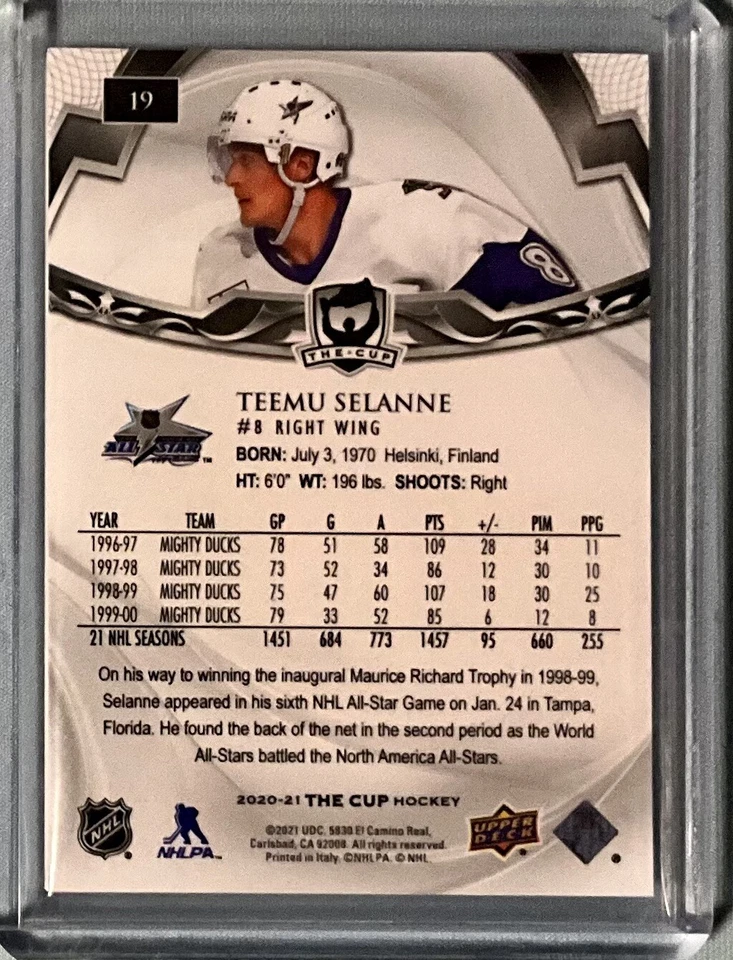 19
8
THE CUP
TEEMU SELANNE
#8 RIGHT WING
ALL STAR
BORN: July 3, 1970 Helsinki, Finland
HT: 6'0" WT: 196 lbs. SHOOTS: Right
YEAR TEAM GP G A PTS +/- PIM PPG
1996-97 MIGHTY DUCKS 78 51 58 109 28 34 11
1997-98 MIGHTY DUCKS 73 52 34 86 12 30 10
1998-99 MIGHTY DUCKS 75 47 60 107 18 30 25
1999-00 MIGHTY DUCKS 79 33 52 85 6 12 8
21 NHL SEASONS 1451 684 773 1457 95 660 255
On his way to winning the inaugural Maurice Richard Trophy in 1998-99,
Selanne appeared in his sixth NHL All-Star Game on Jan. 24 in Tampa,
Florida. He found the back of the net in the second period as the World
All-Stars battled the North America All-Stars.
2020-21 THE CUP HOCKEY
NHL
NHLPA
©2021 UDC, 5830 El Camino Real,
Carlsbad, CA 92008. All rights reserved.
Printed in Italy. ©NHLPA. © NHL.
UPPER
DECK